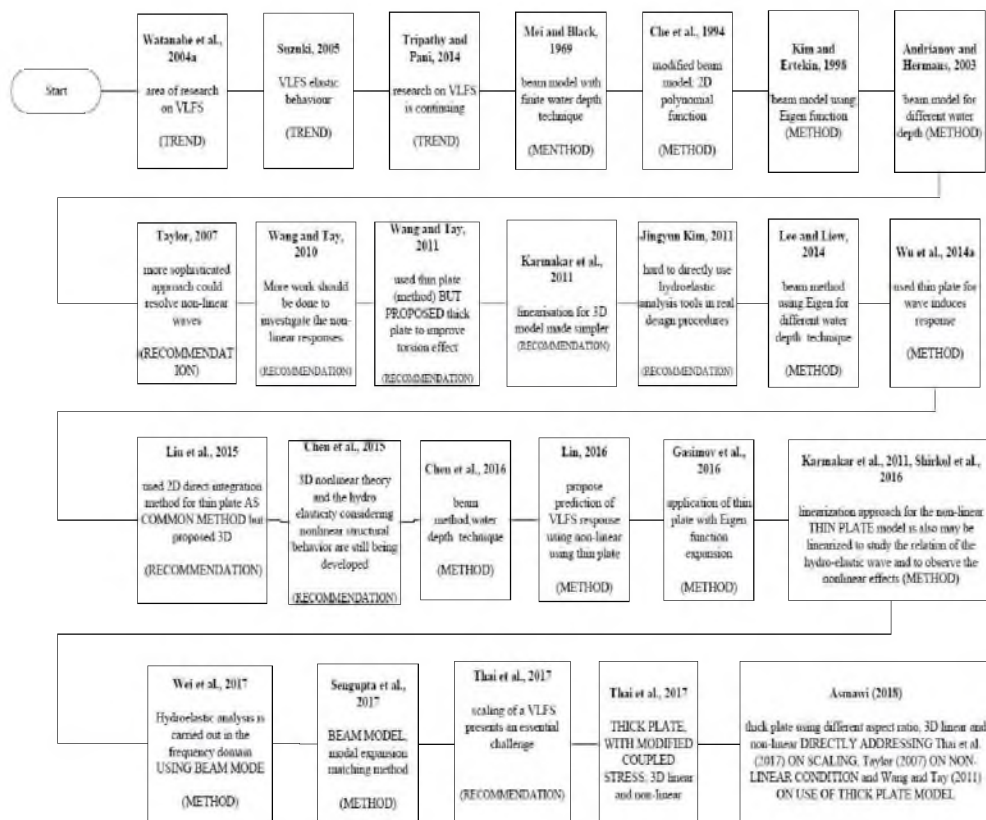 Start
Watanabe et al.,
2004a
area of research
on VLFS
(TREND)
Suzuki, 2005
VLFS elastic
behaviour
(TREND)
Tripathy and
Pani, 2014
research on VLFS
is continuing
(TREND)
Mei and Black,
1969
beam model with
finite water depth
technique
(MENTHOD)
Che et al., 1994
modified beam
model; 2D
polynomial
function
(METHOD)
Kim and
Ertekin, 1998
beam model using
Eigen function
(METHOD)
Andrianov and
Hermans, 2003
beam model for
different water
depth (METHOD)
Taylor, 2007
more sophisticated
approach could
resolve non-linear
waves
(RECOMMENDAT
ION)
Wang and Tay,
2010
More work should
be done to
investigate the non-
linear responses.
(RECOMMENDATION)
Wang and Tay,
2011
used thin plate
(method) BUT
PROPOSED thick
plate to improve
torsion effect
(RECOMMENDATION)
Karmakar et al.,
2011
linearisation for 3D
model made simpler
(RECOMMENDATION)
Jingyun Kim, 2011
hard to directly use
hydroelastic
analysis tools in real
design procedures
(RECOMMENDATION)
Lee and Liew,
2014
beam method
using Eigen for
different water
depth technique
(METHOD)
Wu et al., 2014a
used thin plate for
wave induces
response
(METHOD)
Liu et al., 2015
used 2D direct integration
method for thin plate AS
COMMON METHOD but
proposed 3D
(RECOMMENDATION)
Chen et al., 2015
3D nonlinear theory
and the hydro
elasticity considering
nonlinear structural
behavior are still being
developed
(RECOMMENDATION)
Chen et al., 2016
beam
method,water
depth technique
(METHOD)
Lin, 2016
propose
prediction of
VLFS response
using non-linear
using thin plate
(METHOD)
Gasimov et al.,
2016
application of thin
plate with Eigen
function
expansion
(METHOD)
Karmakar et al., 2011, Shirkol et al.,
2016
linearization approach for the non-linear
THIN PLATE model is also may be
linearized to study the relation of the
hydro-elastic wave and to observe the
nonlinear effects (METHOD)
Wei et al., 2017
Hydroelastic analysis is
carried out in the
frequency domain
USING BEAM MODE
(METHOD)
Sengupta et al.,
2017
BEAM MODEL,
modal expansion
matching method
(METHOD)
Thai et al., 2017
scaling of a VLFS
presents an essential
challenge
(RECOMMENDATION)
Thai et al., 2017
THICK PLATE,
WITH MODIFIED
COUPLED
STRESS; 3D linear
and non-linear
Asmawi (2018)
thick plate using different aspect ratio, 3D linear and
non-linear DIRECTLY ADDRESSING Thai et al.
(2017) ON SCALING, Taylor (2007) ON NON-
LINEAR CONDITION and Wang and Tay (2011)
ON USE OF THICK PLATE MODEL